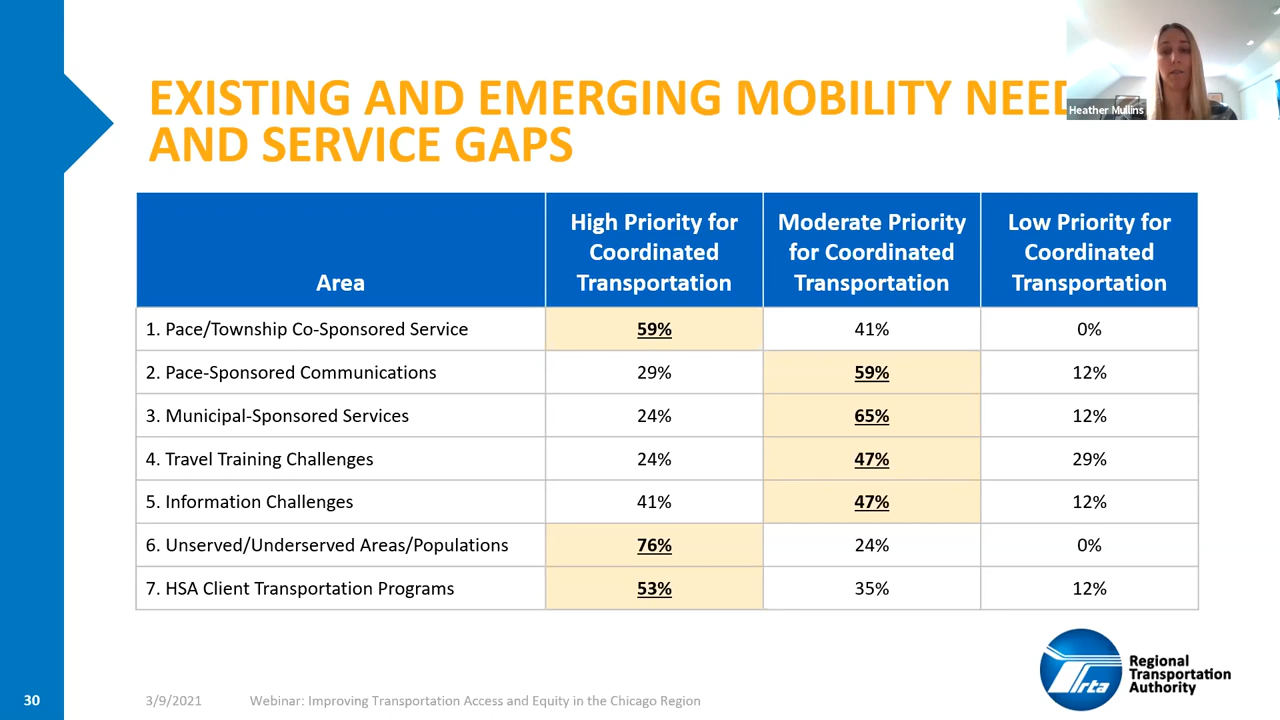 Heather Mullins
EXISTING AND EMERGING MOBILITY NEED
AND SERVICE GAPS
Area
High Priority for
Coordinated
Transportation
Moderate Priority
for Coordinated
Transportation
Low Priority for
Coordinated
Transportation
1. Pace/Township Co-Sponsored Service 59% 41% 0%
2. Pace-Sponsored Communications 29% 59% 12%
3. Municipal-Sponsored Services 24% 65% 12%
4. Travel Training Challenges 24% 47% 29%
5. Information Challenges 41% 47% 12%
6. Unserved/Underserved Areas/Populations 76% 24% 0%
7. HSA Client Transportation Programs 53% 35% 12%
rta
Regional
Transportation
Authority
30 3/9/2021 Webinar: Improving Transportation Access and Equity in the Chicago Region